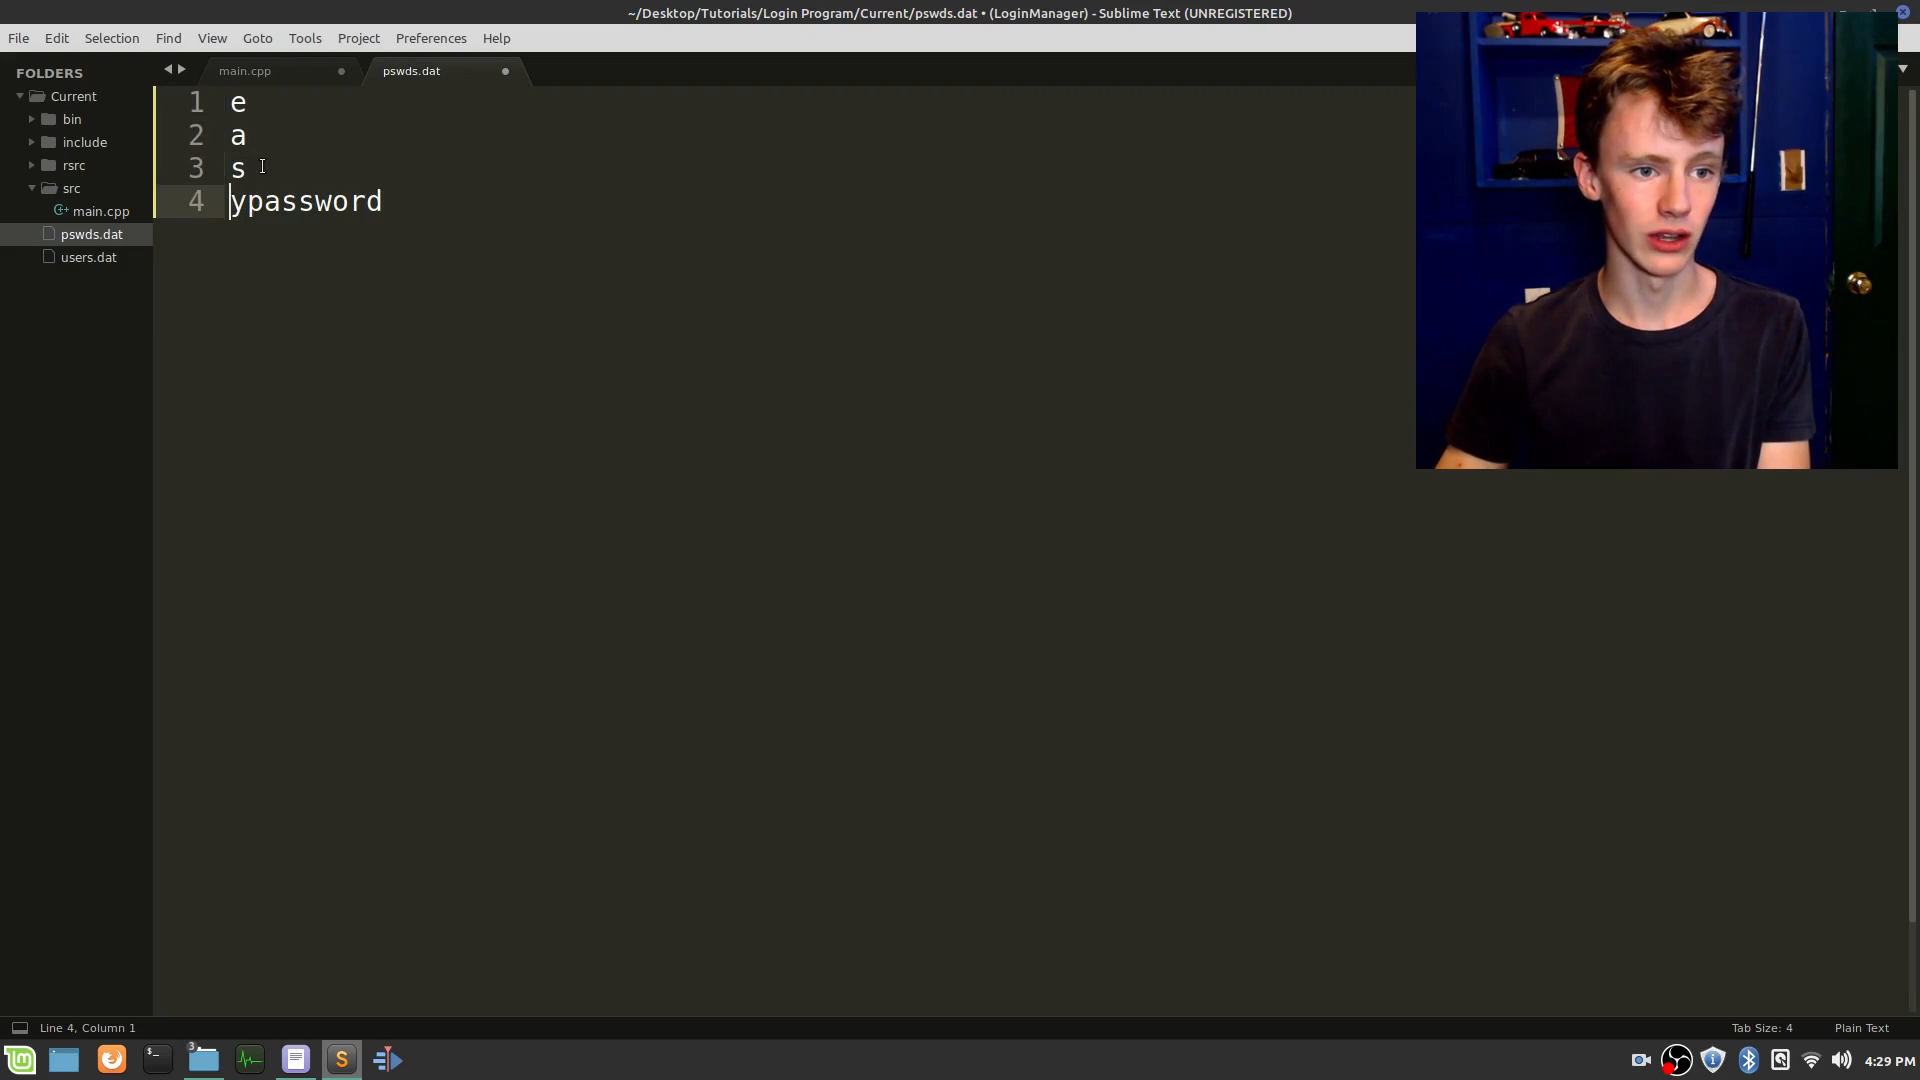 ~/Desktop/Tutorials/Login Program/Current/pswds.dat • (LoginManager) - Sublime Text (UNREGISTERED)
File Edit Selection Find View Goto Tools Project Preferences Help
FOLDERS
Current
bin
include
rsrc
src
main.cpp
pswds.dat
users.dat
main.cpp pswds.dat
1 e
2 a
3 s
4 ypassword
Line 4, Column 1 Tab Size: 4 Plain Text
3
S
4:29 PM